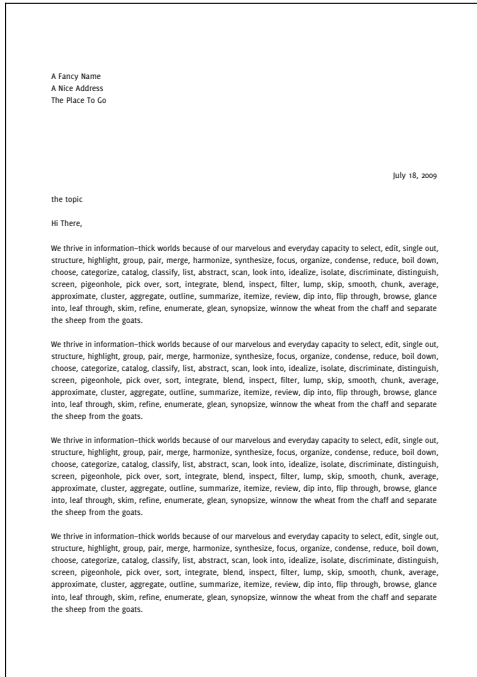 A Fancy Name
A Nice Address
The Place To Go
July 18, 2009
the topic
Hi There,
We thrive in information–thick worlds because of our marvelous and everyday capacity to select, edit, single out,
structure, highlight, group, pair, merge, harmonize, synthesize, focus, organize, condense, reduce, boil down,
choose, categorize, catalog, classify, list, abstract, scan, look into, idealize, isolate, discriminate, distinguish,
screen, pigeonhole, pick over, sort, integrate, blend, inspect, filter, lump, skip, smooth, chunk, average,
approximate, cluster, aggregate, outline, summarize, itemize, review, dip into, flip through, browse, glance
into, leaf through, skim, refine, enumerate, glean, synopsize, winnow the wheat from the chaff and separate
the sheep from the goats.
We thrive in information–thick worlds because of our marvelous and everyday capacity to select, edit, single out,
structure, highlight, group, pair, merge, harmonize, synthesize, focus, organize, condense, reduce, boil down,
choose, categorize, catalog, classify, list, abstract, scan, look into, idealize, isolate, discriminate, distinguish,
screen, pigeonhole, pick over, sort, integrate, blend, inspect, filter, lump, skip, smooth, chunk, average,
approximate, cluster, aggregate, outline, summarize, itemize, review, dip into, flip through, browse, glance
into, leaf through, skim, refine, enumerate, glean, synopsize, winnow the wheat from the chaff and separate
the sheep from the goats.
We thrive in information–thick worlds because of our marvelous and everyday capacity to select, edit, single out,
structure, highlight, group, pair, merge, harmonize, synthesize, focus, organize, condense, reduce, boil down,
choose, categorize, catalog, classify, list, abstract, scan, look into, idealize, isolate, discriminate, distinguish,
screen, pigeonhole, pick over, sort, integrate, blend, inspect, filter, lump, skip, smooth, chunk, average,
approximate, cluster, aggregate, outline, summarize, itemize, review, dip into, flip through, browse, glance
into, leaf through, skim, refine, enumerate, glean, synopsize, winnow the wheat from the chaff and separate
the sheep from the goats.
We thrive in information–thick worlds because of our marvelous and everyday capacity to select, edit, single out,
structure, highlight, group, pair, merge, harmonize, synthesize, focus, organize, condense, reduce, boil down,
choose, categorize, catalog, classify, list, abstract, scan, look into, idealize, isolate, discriminate, distinguish,
screen, pigeonhole, pick over, sort, integrate, blend, inspect, filter, lump, skip, smooth, chunk, average,
approximate, cluster, aggregate, outline, summarize, itemize, review, dip into, flip through, browse, glance
into, leaf through, skim, refine, enumerate, glean, synopsize, winnow the wheat from the chaff and separate
the sheep from the goats.